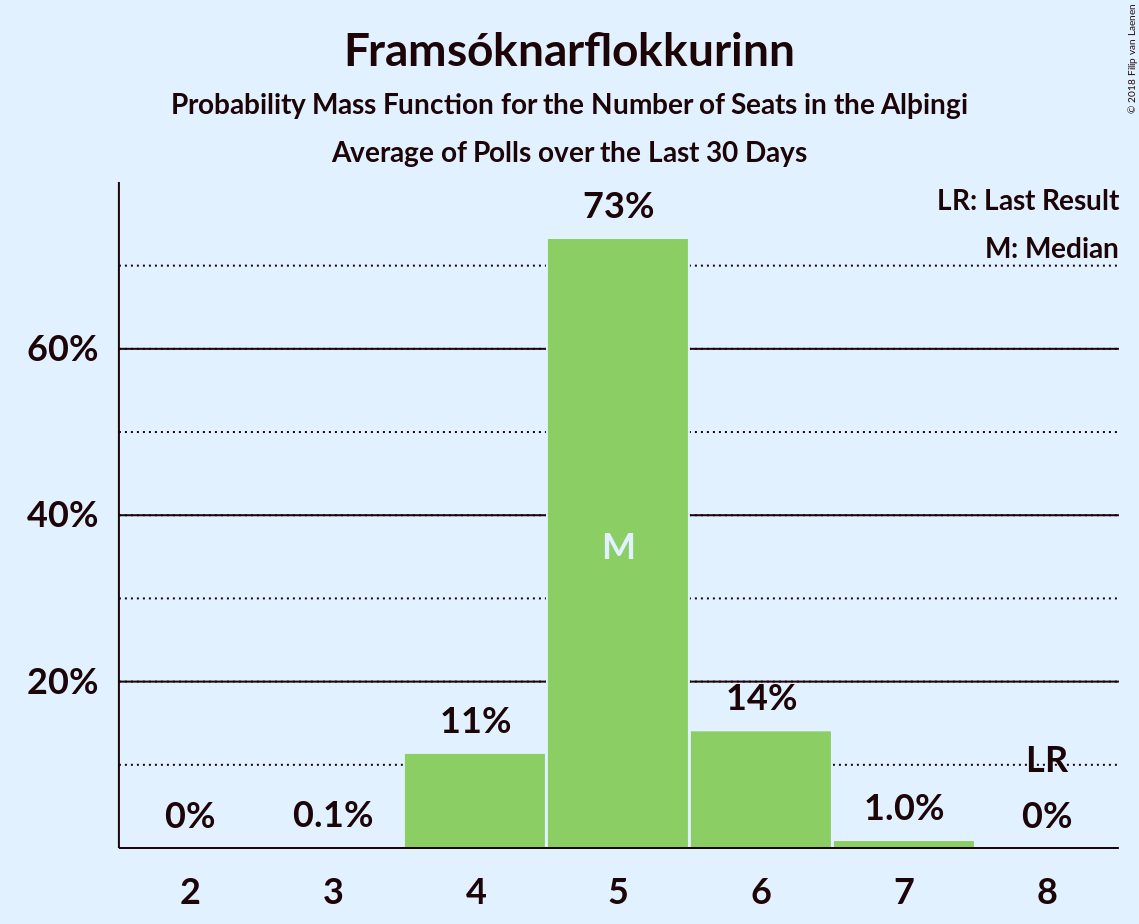 Framsóknarflokkurinn
Probability Mass Function for the Number of Seats in the Alþingi
Average of Polls over the Last 30 Days
© 2018 Filip van Laenen
LR: Last Result
M: Median
73%
60%
40%
M
20%
14%
11%
LR
0%
0.1%
1.0%
0%
2 3 4 5 6 7 8